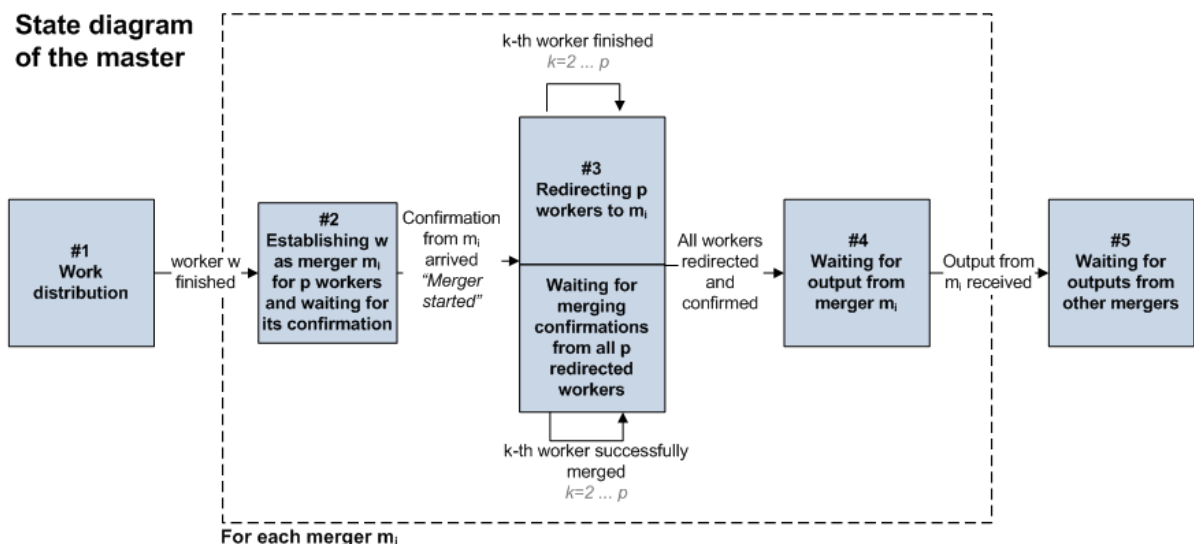 State diagram
of the master
k-th worker finished
k=2 ... p
#1
Work
distribution
worker w
finished
#2
Establishing w
as merger mi
for p workers
and waiting for
its confirmation
Confirmation
from mi
arrived
“Merger
started”
#3
Redirecting p
workers to mi
Waiting for
merging
confirmations
from all p
redirected
workers
k-th worker successfully
merged
k=2 ... p
All workers
redirected
and
confirmed
#4
Waiting for
output from
merger mi
Output from
mi received
#5
Waiting for
outputs from
other mergers
For each merger mi